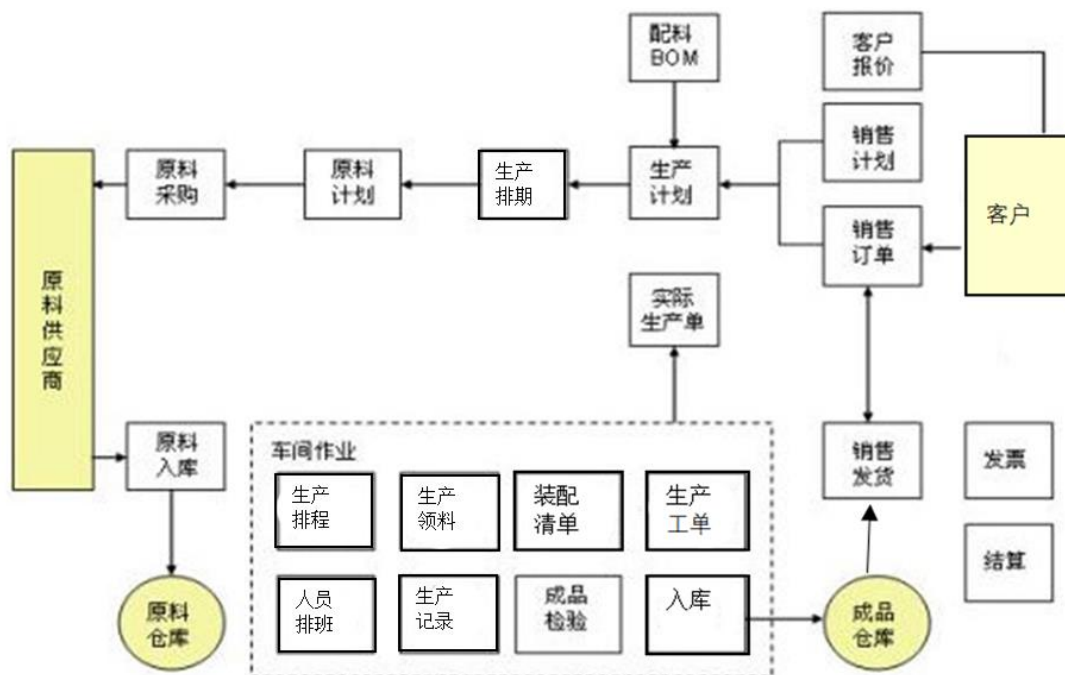 配料
BOM
客户
报价
原料
采购
原料
计划
生产
排期
生产
计划
销售
计划
销售
订单
客户
原料供应商
实际
生产单
原料
入库
车间作业
生产
排程
生产
领料
装配
清单
生产
工单
销售
发货
发票
人员
排班
生产
记录
成品
检验
入库
原料
仓库
成品
仓库
结算